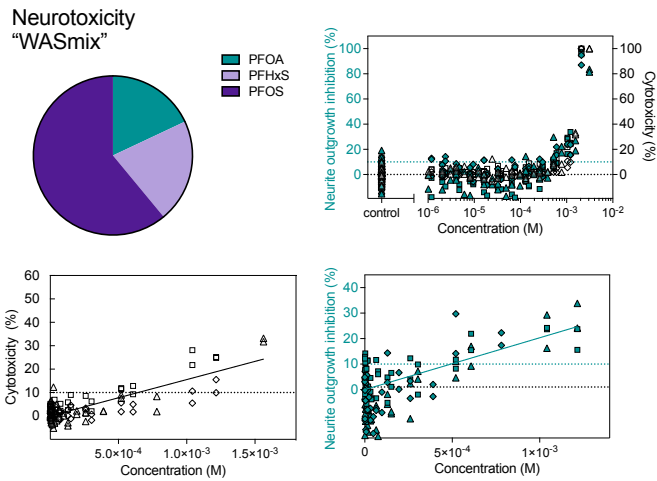 Neurotoxicity
“WASmix”
PFOA
PFHxS
PFOS
Neurite outgrowth inhibition (%)
100
80
60
40
20
0
100
80
60
40
20
0
Cytotoxicity (%)
control
10⁻⁶
10⁻⁵
10⁻⁴
10⁻³
10⁻²
Concentration (M)
Cytotoxicity (%)
60
50
40
30
20
10
0
5.0×10⁻⁴
1.0×10⁻³
1.5×10⁻³
Concentration (M)
Neurite outgrowth inhibition (%)
40
30
20
10
0
0
5×10⁻⁴
1×10⁻³
Concentration (M)